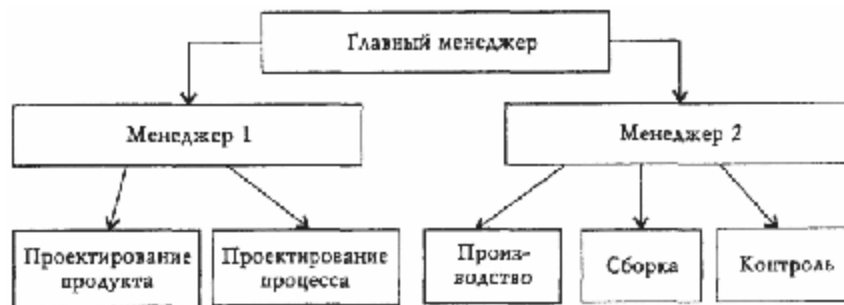 Главный менеджер
Менеджер 1
Менеджер 2
Проектирование
продукта
Проектирование
процесса
Произ-
водство
Сборка
Контроль